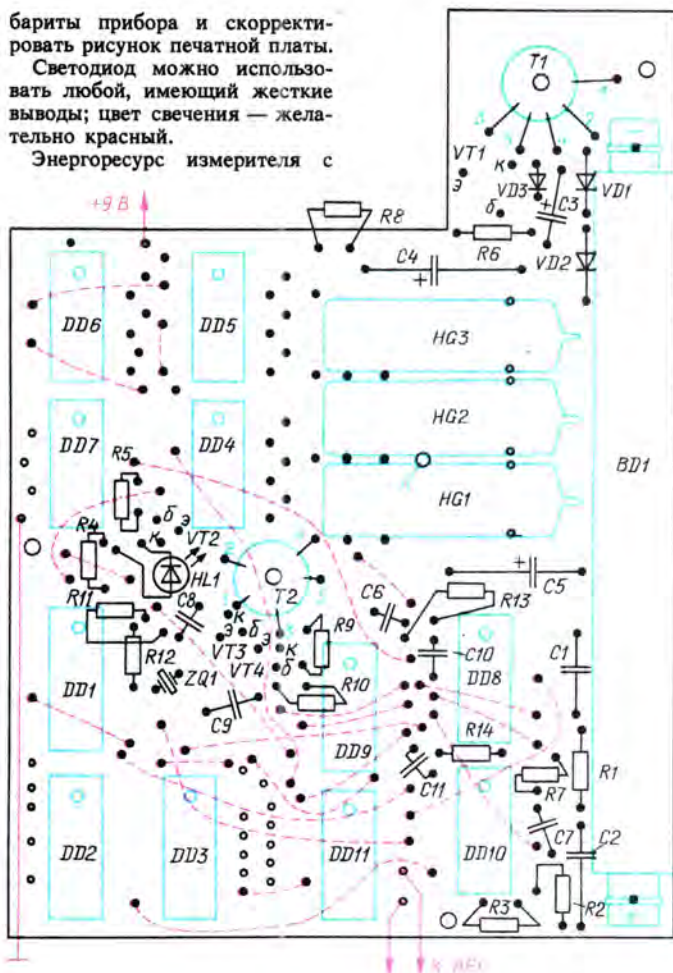 бариты прибора и скоррект-
ировать рисунок печатной платы.
Светодиод можно использо-
вать любой, имеющий жесткие
выводы; цвет свечения — жела-
тельно красный.
Энергоресурс измерителя с
T1
VT1
э
к
VD3
C3
VD1
+9 В
R8
б
R6
VD2
C4
+
DD6
DD5
HG3
HG2
DD7
DD4
R5
HG1
BD1
б
э
R4
к
VT2
HL1
C5
+
T2
C6
R13
R11
C8
к
э
б
э
к
R9
C10
C1
R12
VT3
VT4
б
ZQ1
R10
DD8
DD1
C9
DD9
R14
R1
C11
R7
C7
C2
DD2
DD3
DD11
DD10
R2
R3